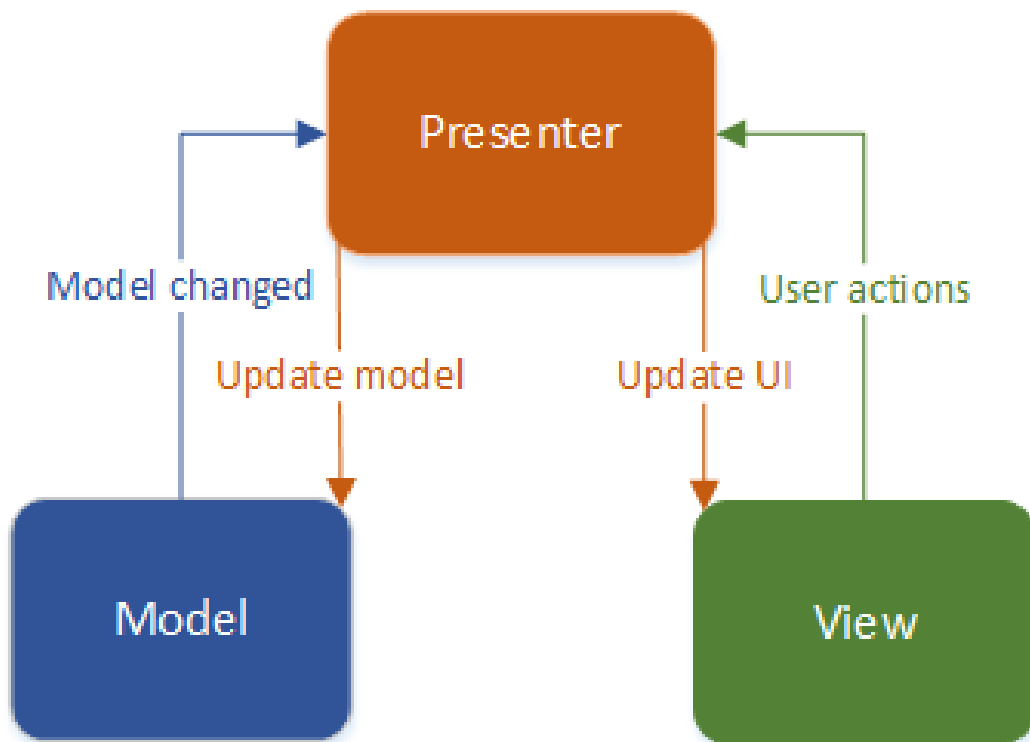 Presenter
Model changed
User actions
Update model
Update UI
Model
View